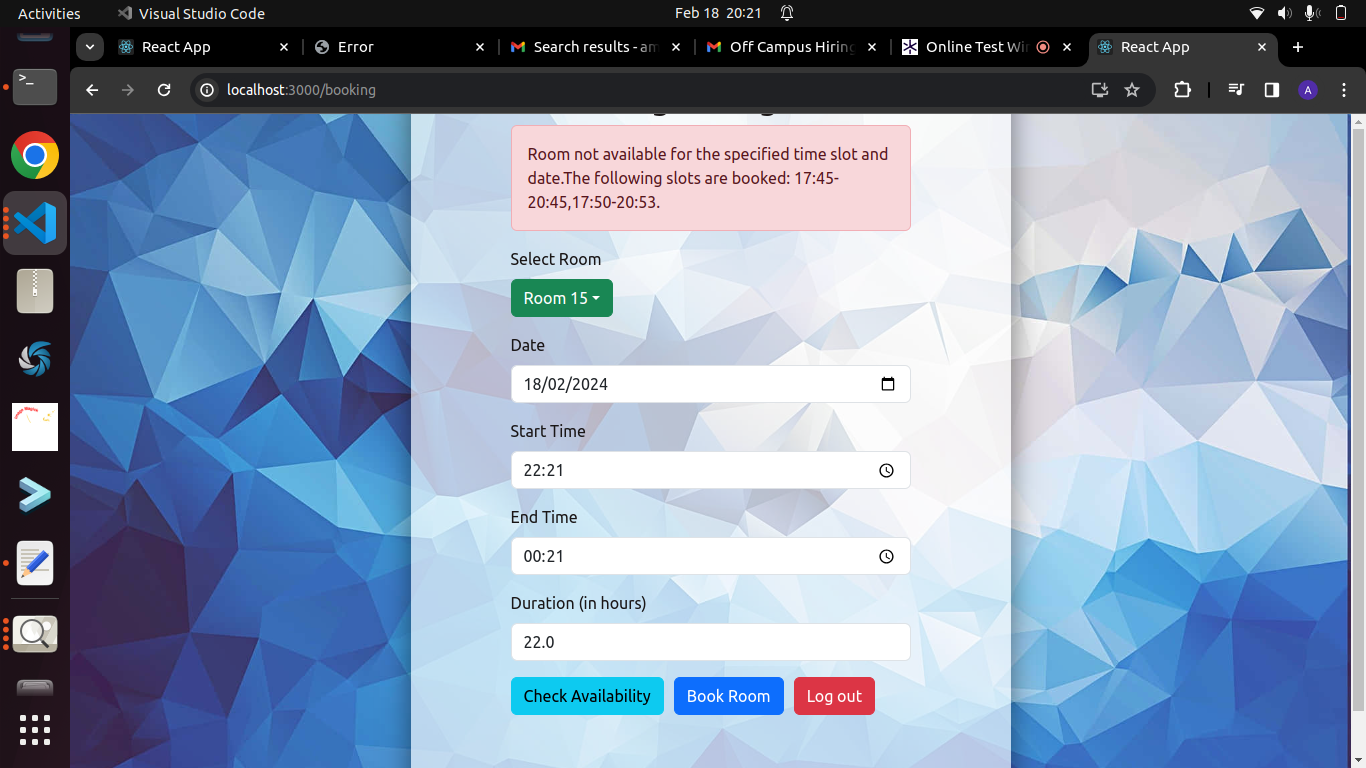 Activities
Visual Studio Code
Feb 18 20:21
React App
Error
Search results - am
Off Campus Hiring
Online Test Wi
React App
localhost:3000/booking
A
Room not available for the specified time slot and
date.The following slots are booked: 17:45-
20:45,17:50-20:53.
Select Room
Room 15
Date
18/02/2024
Start Time
22:21
End Time
00:21
Duration (in hours)
22.0
Check Availability
Book Room
Log out